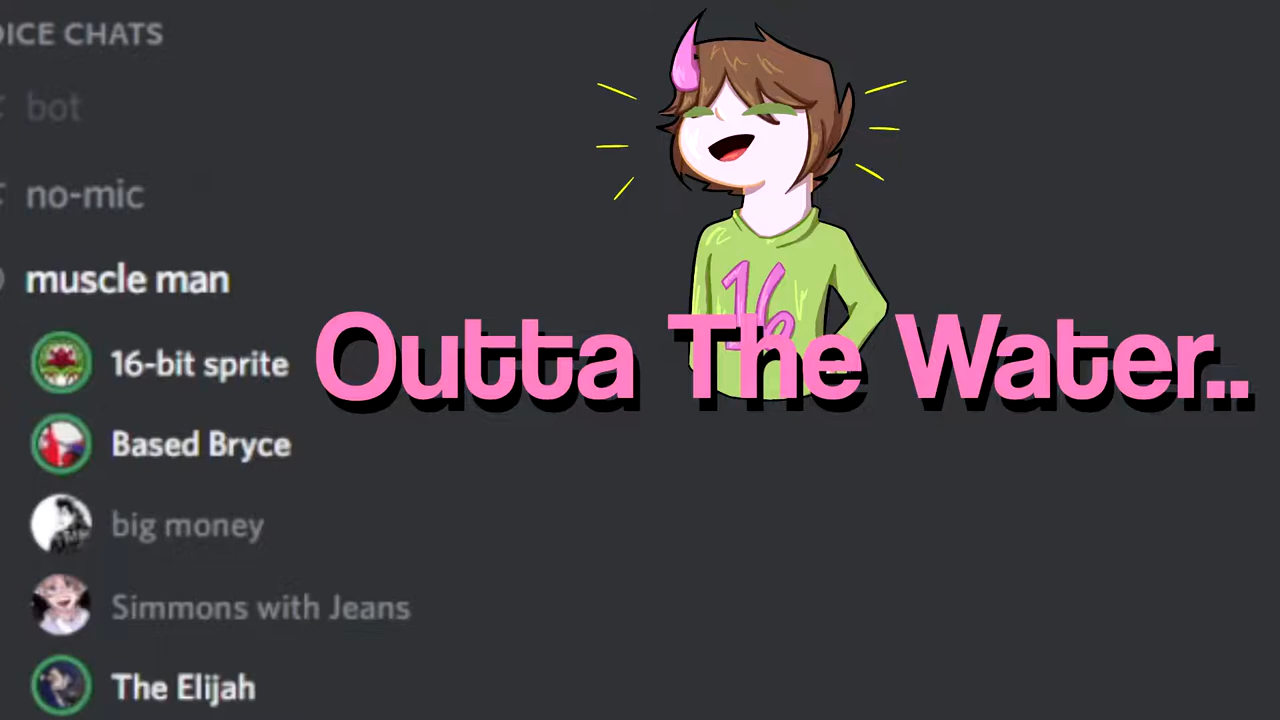 OICE CHATS
bot
no-mic
muscle man
16
16-bit sprite
Outta The Water..
Based Bryce
big money
Simmons with Jeans
The Elijah